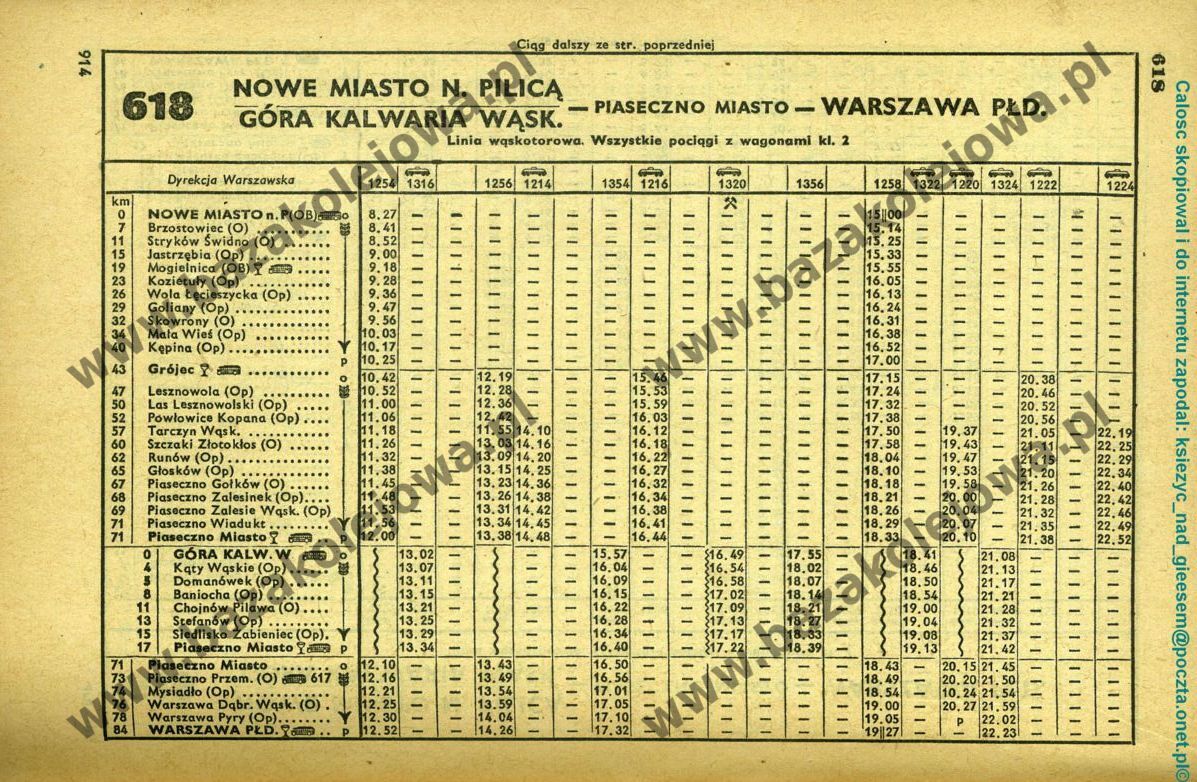 Ciąg dalszy ze str. poprzedniej
914
618
618
NOWE MIASTO N. PILICĄ
GÓRA KALWARIA WĄSK.
— PIASECZNO MIASTO — WARSZAWA PŁD.
Linia wąskotorowa. Wszystkie pociągi z wagonami kl. 2
Dyrekcja Warszawska 1254 1316 1256 1214 1354 1216 1320 1356 1258 1322 1220 1324 1222 1224
km
0 NOWE MIASTO n. P(OB) o 8.27 — — — — — — — — 15||00 — — — — —
7 Brzostowiec (O) 8.41 — — — — — — — — 15.14 — — — — —
11 Stryków Świdno (O) 8.52 — — — — — — — — 15.25 — — — — —
15 Jastrzębia (Op) 9.00 — — — — — — — — 15.33 — — — — —
19 Mogielnica (OB) 9.18 — — — — — — — — 15.55 — — — — —
23 Kozietuły (Op) 9.28 — — — — — — — — 16.05 — — — — —
26 Wola Łęcieszycka (Op) 9.36 — — — — — — — — 16.13 — — — — —
29 Goliany (Op) 9.47 — — — — — — — — 16.24 — — — — —
32 Skowrony (O) 9.56 — — — — — — — — 16.31 — — — — —
34 Mała Wieś (Op) 10.03 — — — — — — — — 16.38 — — — — —
40 Kępina (Op) 10.17 — — — — — — — — 16.52 — — — — —
43 Grójec p 10.25 — — — — — — — — 17.00 — — — — —
o 10.42 — 12.19 — — 15.46 — — 17.15 — — — 20.38 —
47 Lesznowola (Op) 10.52 — 12.28 — — 15.53 — — 17.24 — — — 20.46 —
50 Las Lesznowolski (Op) 11.00 — 12.36 — — 15.59 — — 17.32 — — — 20.52 —
52 Powłowice Kopana (Op) 11.06 — 12.42 — — 16.03 — — 17.38 — — — 20.56 —
57 Tarczyn Wąsk. 11.18 — 11.55 14.10 — 16.12 — — 17.50 — 19.37 — 21.05 22.19
60 Szczaki Złotokłos (O) 11.26 — 13.03 14.16 — 16.18 — — 17.58 — 19.43 — 21.11 22.25
62 Runów (Op) 11.32 — 13.09 14.20 — 16.22 — — 18.04 — 19.47 — 21.15 22.29
65 Głosków (Op) 11.38 — 13.15 14.25 — 16.27 — — 18.10 — 19.53 — 21.20 22.34
67 Piaseczno Gołków (O) 11.45 — 13.23 14.36 — 16.32 — — 18.18 — 19.58 — 21.26 22.40
68 Piaseczno Zalesinek (Op) 11.48 — 13.26 14.38 — 16.34 — — 18.21 — 20.00 — 21.28 22.42
69 Piaseczno Zalesie Wąsk. (Op) 11.53 — 13.31 14.42 — 16.38 — — 18.26 — 20.04 — 21.32 22.46
71 Piaseczno Wiadukt 11.56 — 13.34 14.45 — 16.41 — — 18.29 — 20.07 — 21.35 22.49
71 Piaseczno Miasto p 12.00 — 13.38 14.48 — 16.44 — — 18.33 — 20.10 — 21.38 22.52
0 GÓRA KALW. W o 13.02 — 15.57 — 16.49 17.55 18.41 21.08 — —
4 Kąty Wąskie (Op) 13.07 — 16.04 — 16.54 18.02 18.46 21.13 — —
5 Domanówek (Op) 13.11 — 16.09 — 16.58 18.07 18.50 21.17 — —
8 Baniocha (Op) 13.15 — 16.15 — 17.02 18.14 18.54 21.21 — —
11 Chojnów Pilawa (O) 13.21 — 16.22 — 17.09 18.21 19.00 21.28 — —
13 Stefanów (Op) 13.25 — 16.28 — 17.13 18.27 19.04 21.32 — —
15 Siedlisko Żabieniec (Op). 13.29 — 16.34 — 17.17 18.33 19.08 21.37 — —
17 Piaseczno Miasto p 13.34 — 16.40 — 17.22 18.39 19.13 21.42 — —
71 Piaseczno Miasto o 12.10 — 13.43 — 16.50 — — — 18.43 — 20.15 21.45 — —
73 Piaseczno Przem. (O) 617 12.16 — 13.49 — 16.56 — — — 18.49 — 20.20 21.50 — —
74 Mysiadło (Op) 12.21 — 13.54 — 17.01 — — — 18.54 — 10.24 21.54 — —
76 Warszawa Dąbr. Wąsk. (O) 12.25 — 13.59 — 17.05 — — — 19.00 — 20.27 21.59 — —
78 Warszawa Pyry (Op) 12.30 — 14.04 — 17.10 — — — 19.05 — p 22.02 — —
84 WARSZAWA PŁD. p 12.52 — 14.26 — 17.32 — — — 19||27 — 22.23 — —
www.bazakolejowa.pl
www.bazakolejowa.pl
www.bazakolejowa.pl
www.bazakolejowa.pl
Calosc skopiowal i do internetu zapodal: ksiezyc_nad_gieesem@poczta.onet.pl